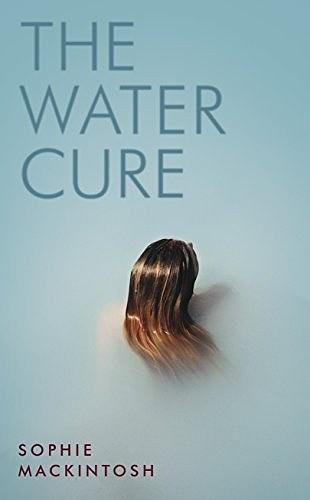 THE
WATER
CURE
SOPHIE
MACKINTOSH